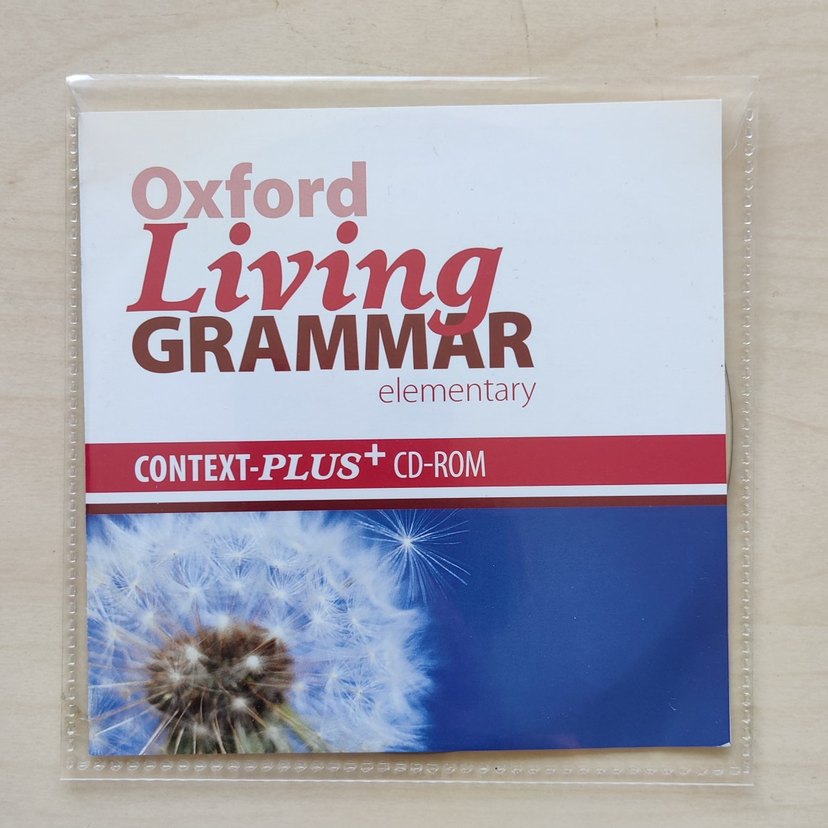 Oxford
Living
GRAMMAR
elementary
CONTEXT-PLUS+ CD-ROM